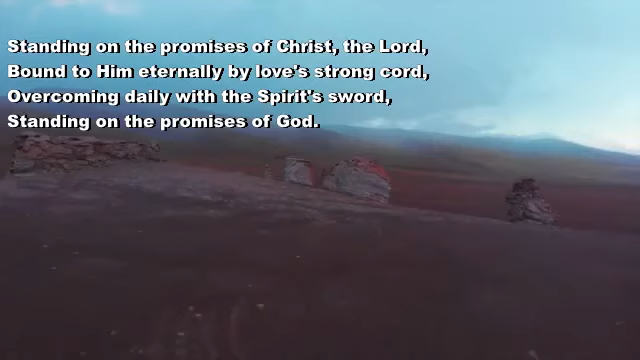 Standing on the promises of Christ, the Lord,
Bound to Him eternally by love's strong cord,
Overcoming daily with the Spirit's sword,
Standing on the promises of God.